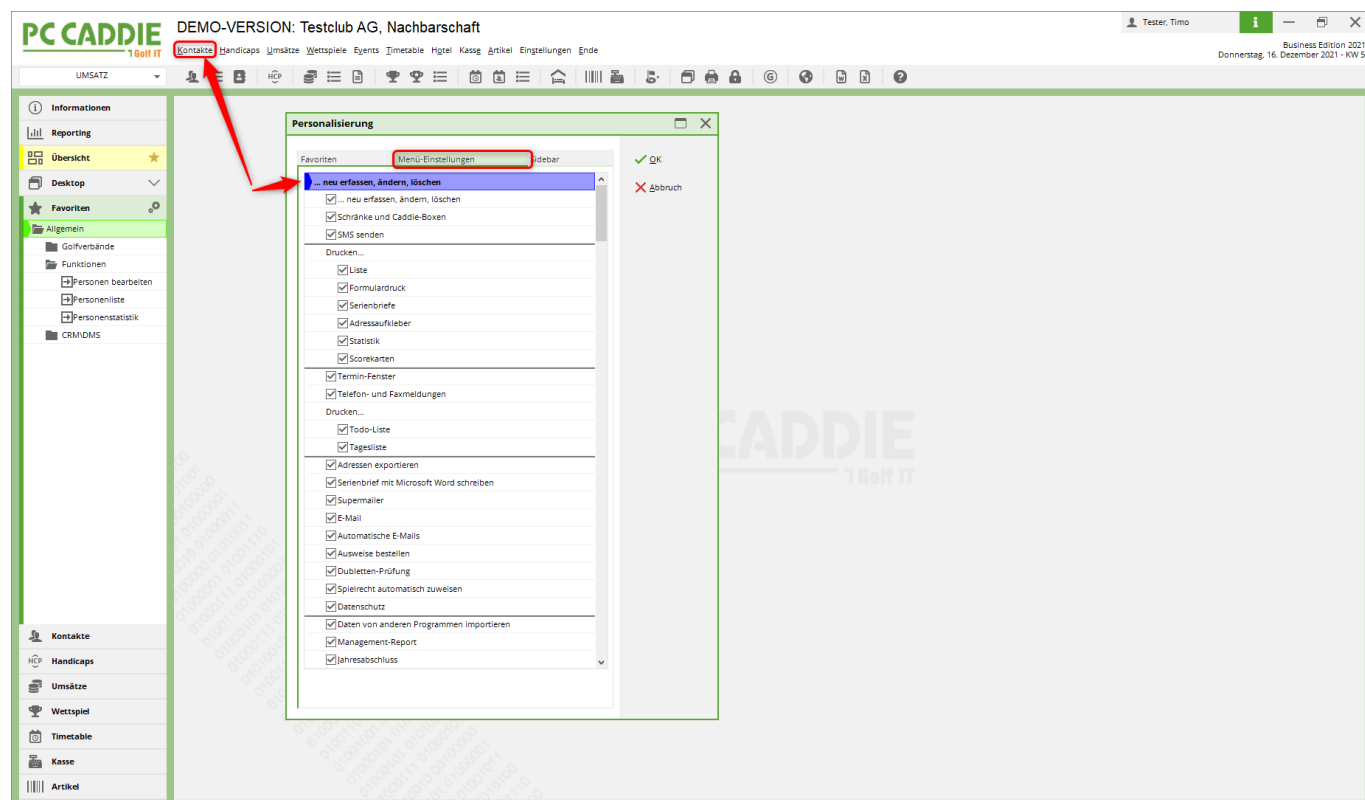 PC CADDIE
Golf IT
DEMO-VERSION: Testclub AG, Nachbarschaft
Kontakte Handicaps Umsätze Wettspiele Events Timetable Hotel Kasse Artikel Einstellungen Ende
Tester, Timo
i
Business Edition 2021
Donnerstag, 16. Dezember 2021 - KW 5
UMSATZ
HCP
Informationen
Reporting
Übersicht
Desktop
Favoriten
Allgemein
Golfverbände
Funktionen
Personen bearbeiten
Personenliste
Personenstatistik
CRM\DMS
Kontakte
HCP Handicaps
Umsätze
Wettspiel
Timetable
Kasse
Artikel
Personalisierung
Favoriten Menü-Einstellungen Sidebar
... neu erfassen, ändern, löschen
... neu erfassen, ändern, löschen
Schränke und Caddie-Boxen
SMS senden
Drucken...
Liste
Formulardruck
Serienbriefe
Adressaufkleber
Statistik
Scorekarten
Termin-Fenster
Telefon- und Faxmeldungen
Drucken...
Todo-Liste
Tagesliste
Adressen exportieren
Serienbrief mit Microsoft Word schreiben
Supermailer
E-Mail
Automatische E-Mails
Ausweise bestellen
Dubletten-Prüfung
Spielrecht automatisch zuweisen
Datenschutz
Daten von anderen Programmen importieren
Management-Report
Jahresabschluss
OK
Abbruch
CADDIE
Golf IT